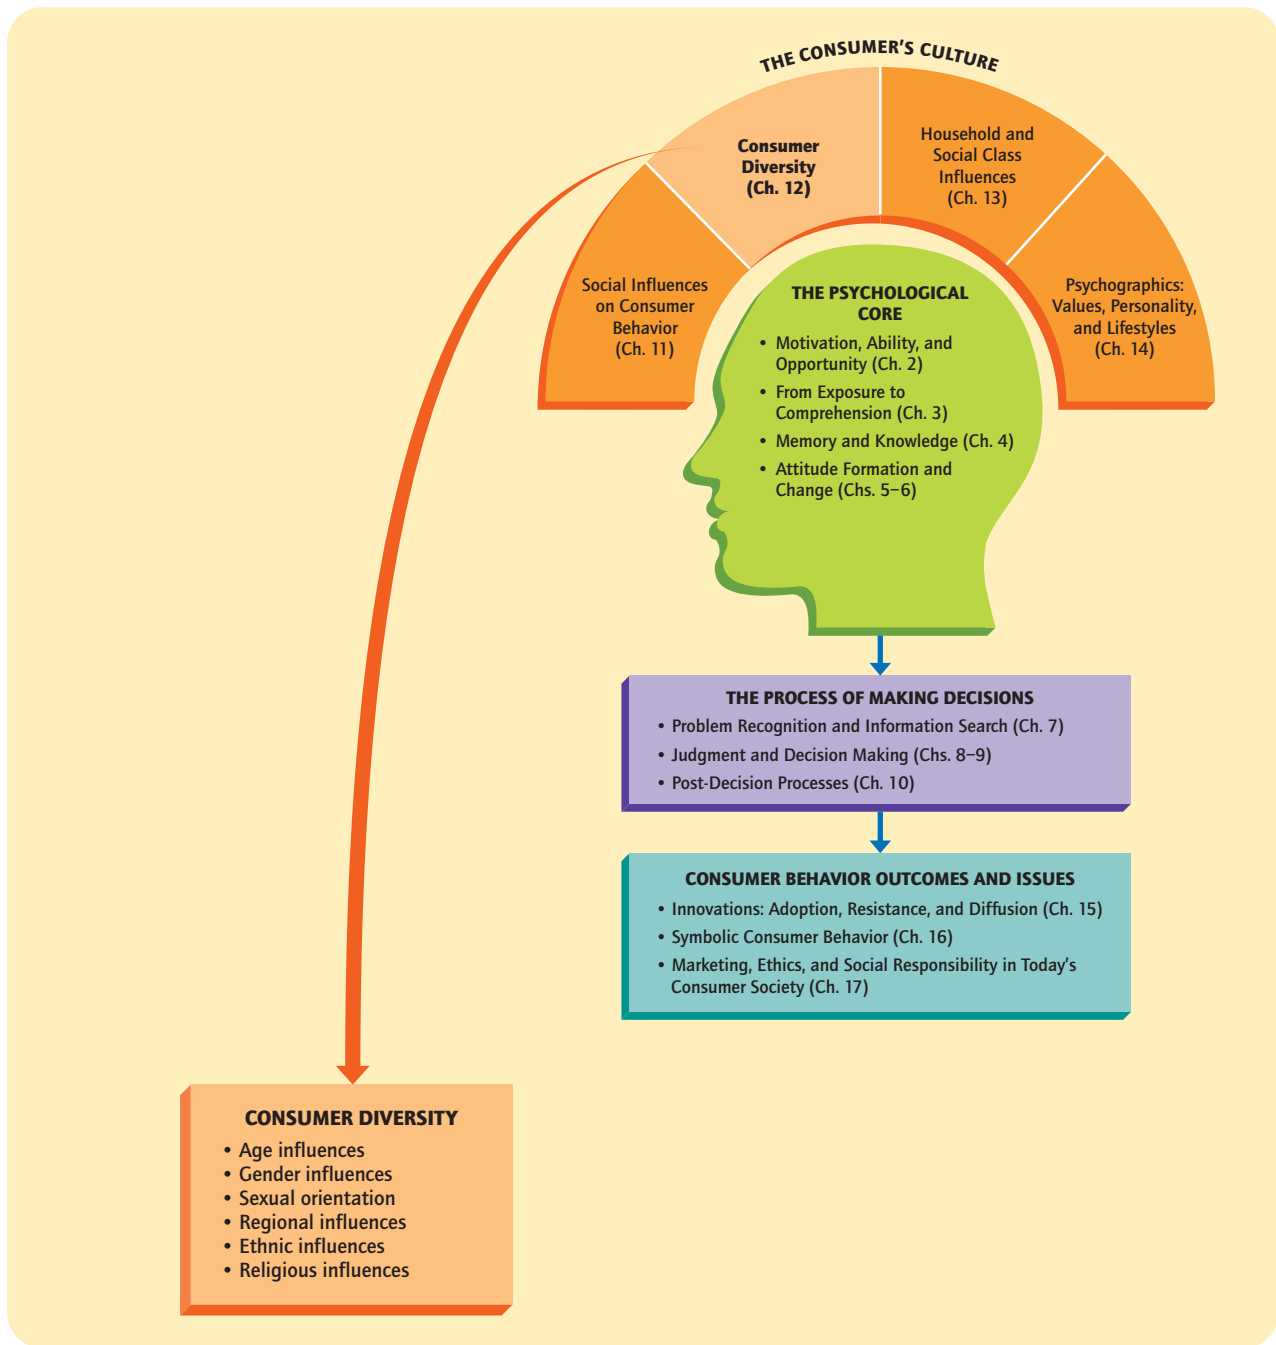 THE CONSUMER'S CULTURE
Consumer
Diversity
(Ch. 12)
Household and
Social Class
Influences
(Ch. 13)
Social Influences
on Consumer
Behavior
(Ch. 11)
Psychographics:
Values, Personality,
and Lifestyles
(Ch. 14)
THE PSYCHOLOGICAL
CORE
• Motivation, Ability, and
Opportunity (Ch. 2)
• From Exposure to
Comprehension (Ch. 3)
• Memory and Knowledge (Ch. 4)
• Attitude Formation and
Change (Chs. 5–6)
THE PROCESS OF MAKING DECISIONS
• Problem Recognition and Information Search (Ch. 7)
• Judgment and Decision Making (Chs. 8–9)
• Post-Decision Processes (Ch. 10)
CONSUMER BEHAVIOR OUTCOMES AND ISSUES
• Innovations: Adoption, Resistance, and Diffusion (Ch. 15)
• Symbolic Consumer Behavior (Ch. 16)
• Marketing, Ethics, and Social Responsibility in Today's
Consumer Society (Ch. 17)
CONSUMER DIVERSITY
• Age influences
• Gender influences
• Sexual orientation
• Regional influences
• Ethnic influences
• Religious influences